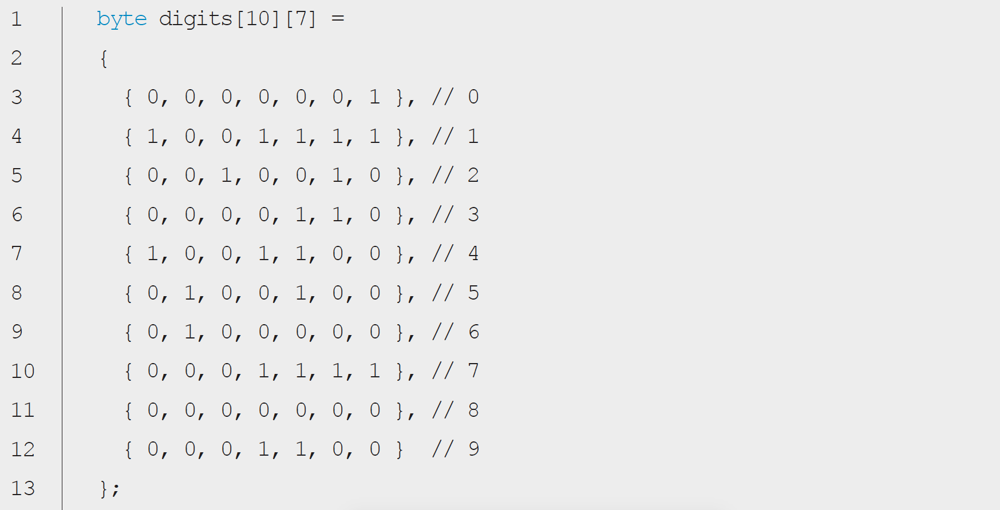 1 byte digits[10][7] =
2 {
3 { 0, 0, 0, 0, 0, 0, 1 }, // 0
4 { 1, 0, 0, 1, 1, 1, 1 }, // 1
5 { 0, 0, 1, 0, 0, 1, 0 }, // 2
6 { 0, 0, 0, 0, 1, 1, 0 }, // 3
7 { 1, 0, 0, 1, 1, 0, 0 }, // 4
8 { 0, 1, 0, 0, 1, 0, 0 }, // 5
9 { 0, 1, 0, 0, 0, 0, 0 }, // 6
10 { 0, 0, 0, 1, 1, 1, 1 }, // 7
11 { 0, 0, 0, 0, 0, 0, 0 }, // 8
12 { 0, 0, 0, 1, 1, 0, 0 } // 9
13 };